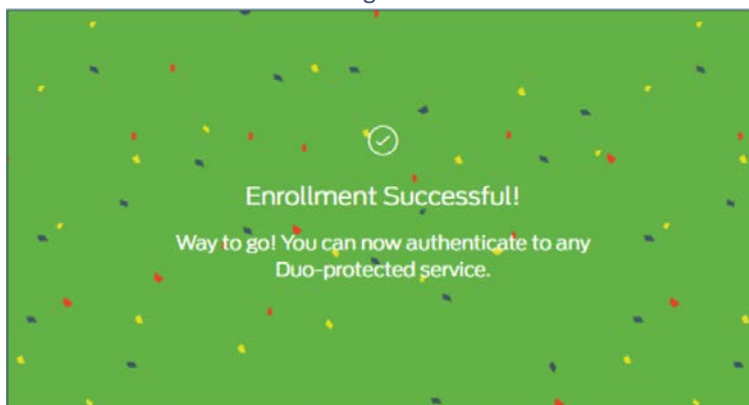 Enrollment Successful!
Way to go! You can now authenticate to any
Duo-protected service.